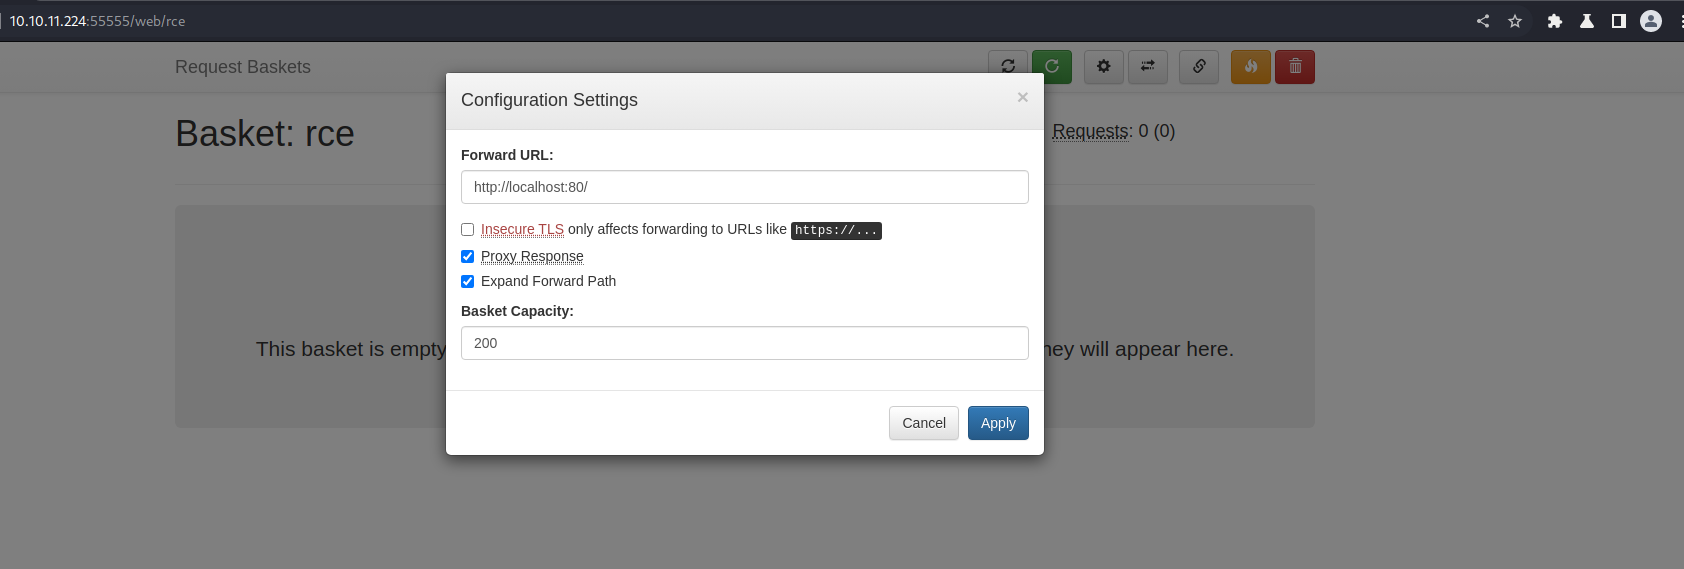 10.10.11.224:55555/web/rce
Request Baskets
Configuration Settings
×
Basket: rce
Requests: 0 (0)
Forward URL:
http://localhost:80/
Insecure TLS only affects forwarding to URLs like https://...
Proxy Response
Expand Forward Path
Basket Capacity:
200
This basket is empty
they will appear here.
Cancel
Apply